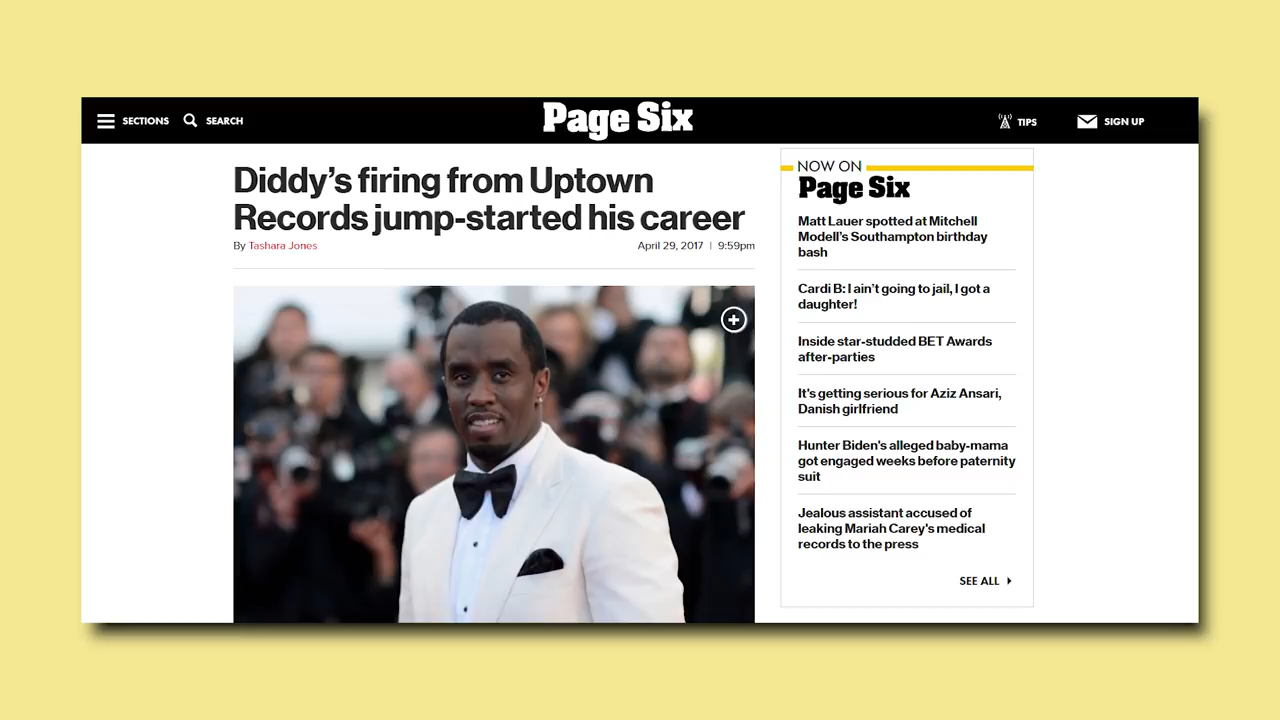 SECTIONS
SEARCH
Page Six
TIPS
SIGN UP
Diddy’s firing from Uptown
Records jump-started his career
By Tashara Jones
April 29, 2017 | 9:59pm
NOW ON
Page Six
Matt Lauer spotted at Mitchell
Modell’s Southampton birthday
bash
Cardi B: I ain’t going to jail, I got a
daughter!
Inside star-studded BET Awards
after-parties
It's getting serious for Aziz Ansari,
Danish girlfriend
Hunter Biden's alleged baby-mama
got engaged weeks before paternity
suit
Jealous assistant accused of
leaking Mariah Carey's medical
records to the press
SEE ALL